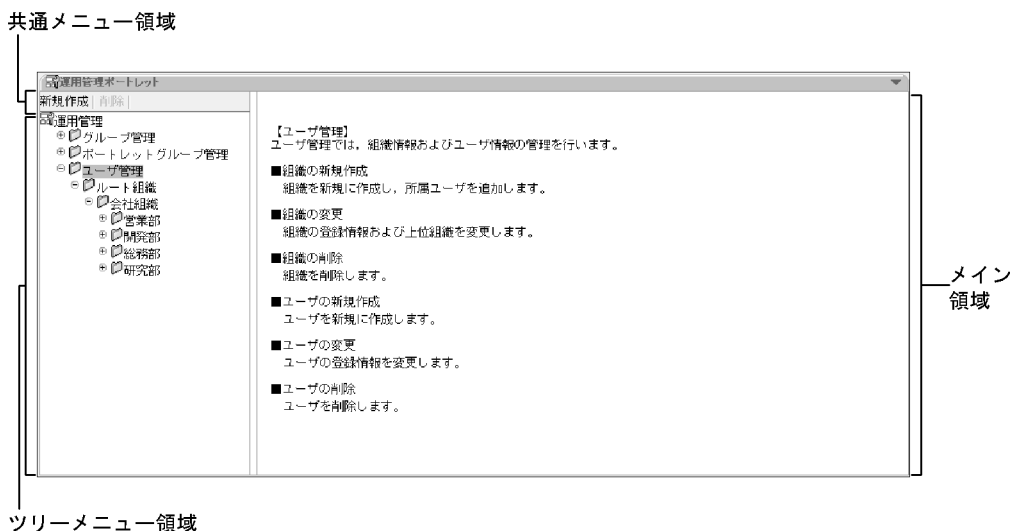 共通メニュー領域
運用管理ポートレット
新規作成| 削除|
運用管理
グループ管理
ポートレットグループ管理
ユーザ管理
ルート組織
会社組織
営業部
開発部
総務部
研究部
【ユーザ管理】
ユーザ管理では，組織情報およびユーザ情報の管理を行います。
■組織の新規作成
組織を新規に作成し，所属ユーザを追加します。
■組織の変更
組織の登録情報および上位組織を変更します。
■組織の削除
組織を削除します。
■ユーザの新規作成
ユーザを新規に作成します。
■ユーザの変更
ユーザの登録情報を変更します。
■ユーザの削除
ユーザを削除します。
メイン
領域
ツリーメニュー領域